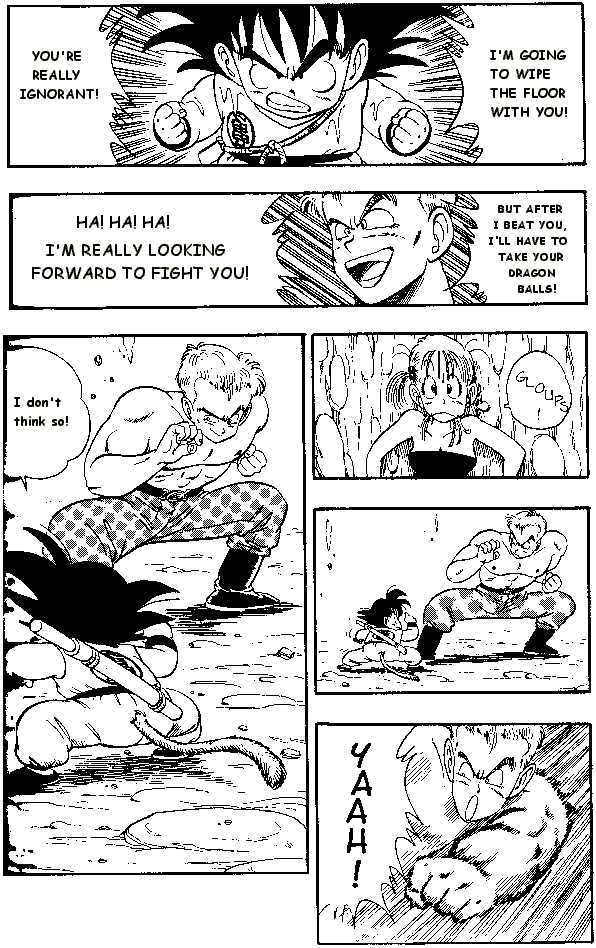 YOU'RE
REALLY
IGNORANT!
I'M GOING
TO WIPE
THE FLOOR
WITH YOU!
HA! HA! HA!
I'M REALLY LOOKING
FORWARD TO FIGHT YOU!
BUT AFTER
I BEAT YOU,
I'LL HAVE TO
TAKE YOUR
DRAGON
BALLS!
I don't
think so!
GLOUPS
!
YAAH!